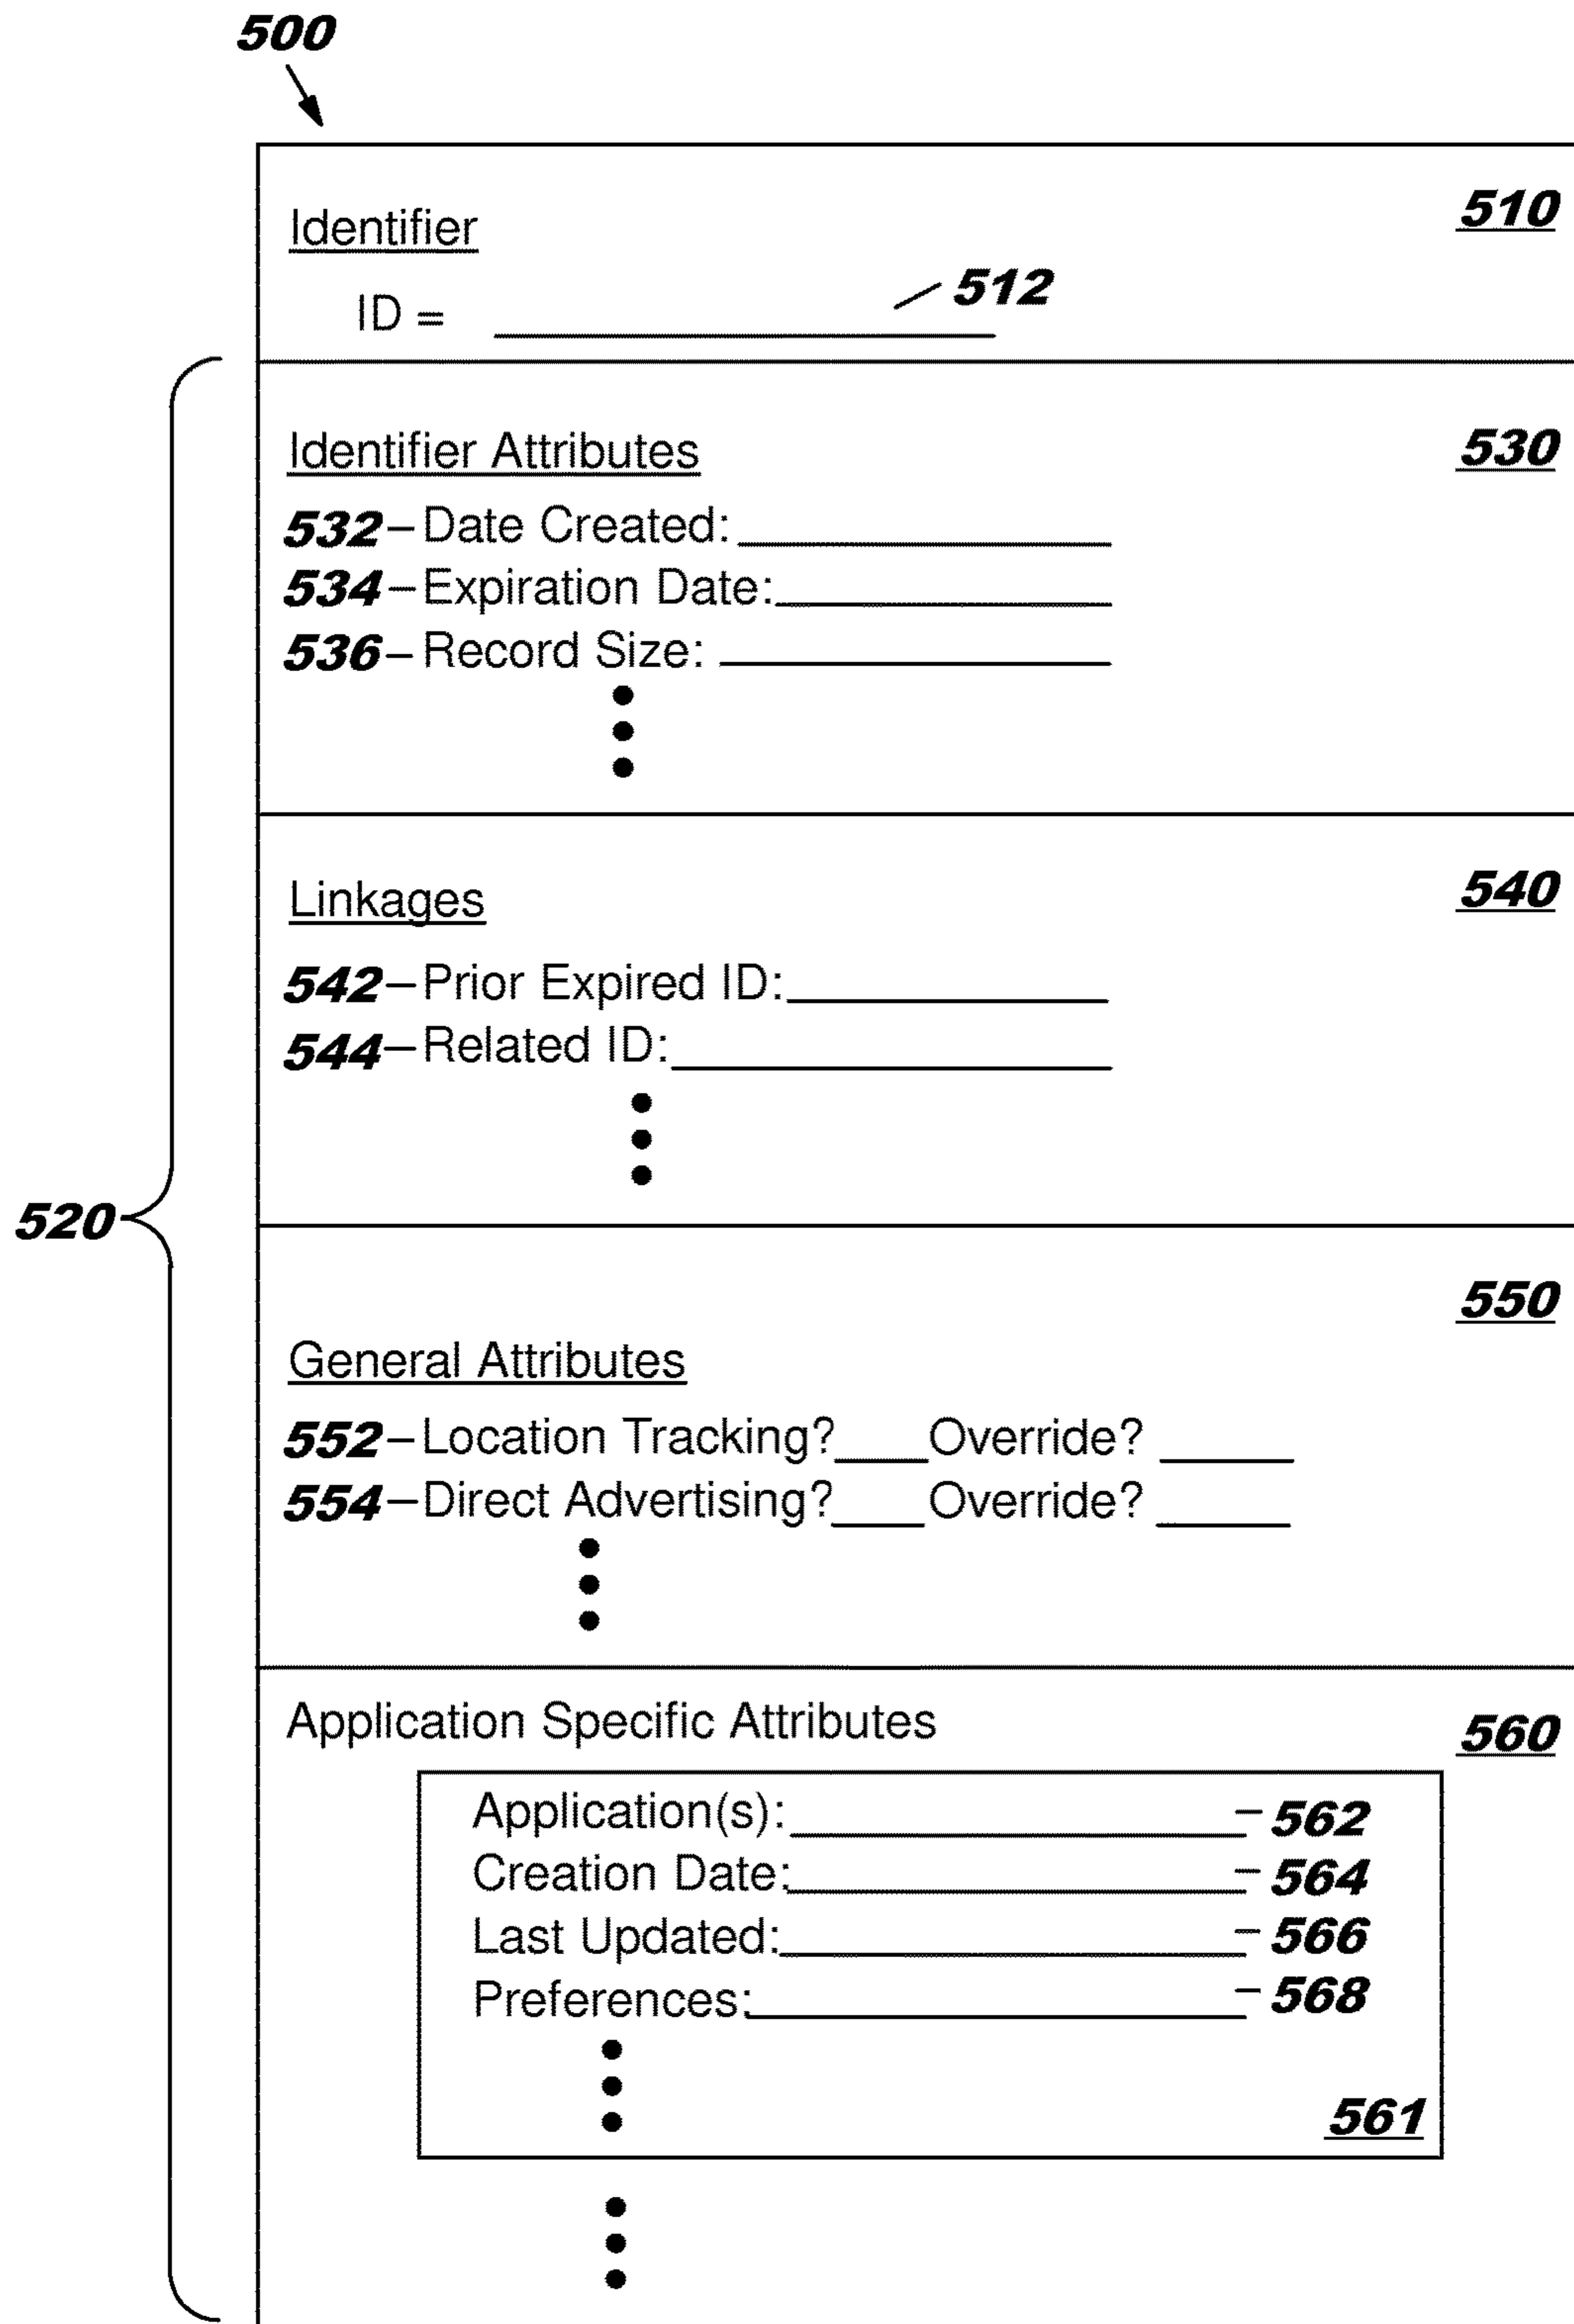 500
Identifier 510
ID = 512
Identifier Attributes 530
532 – Date Created:
534 – Expiration Date:
536 – Record Size:
Linkages 540
542 – Prior Expired ID:
544 – Related ID:
520
550
General Attributes
552 – Location Tracking? Override?
554 – Direct Advertising? Override?
Application Specific Attributes 560
Application(s): – 562
Creation Date: – 564
Last Updated: – 566
Preferences: – 568
561